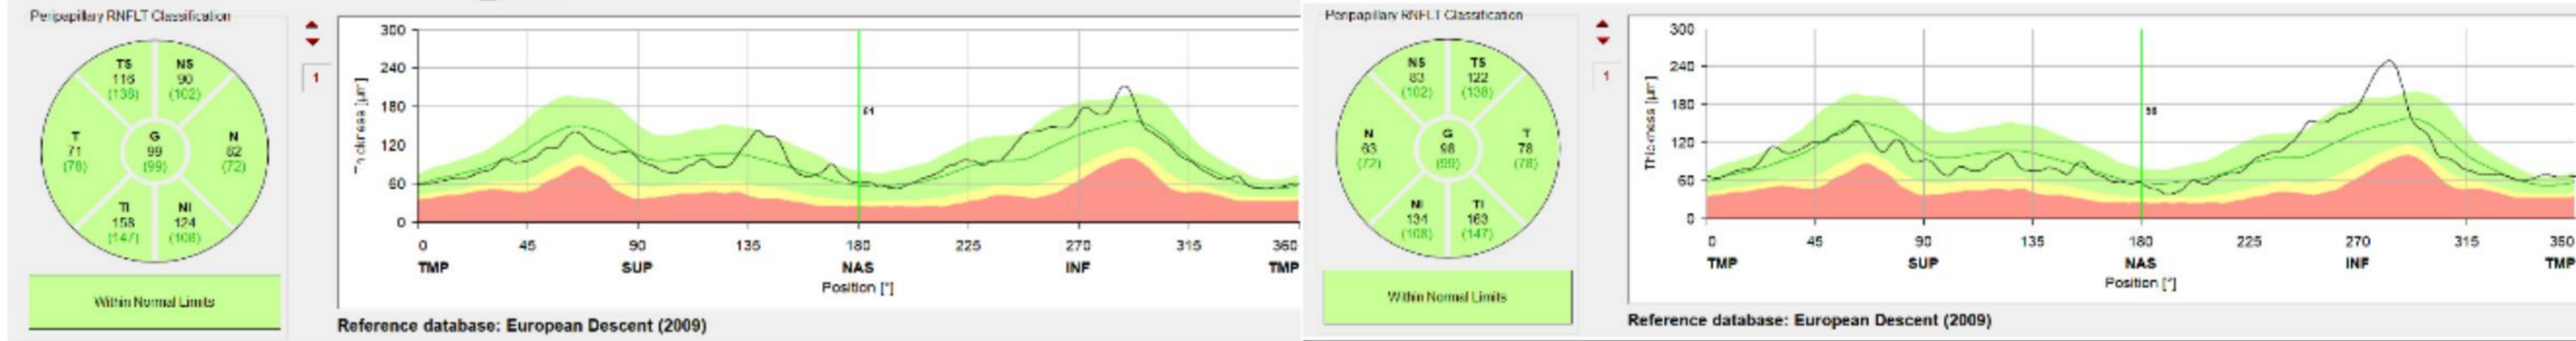 Peripapillary RNFLT Classification
TS
116
(138)
NS
90
(102)
T
71
(78)
G
99
(99)
N
82
(72)
TI
158
(147)
NI
124
(108)
Within Normal Limits
1
Thickness [µm]
300
240
180
120
60
0
61
0 45 90 135 180 225 270 315 360
TMP SUP NAS INF TMP
Position [°]
Reference database: European Descent (2009)
Peripapillary RNFLT Classification
NS
83
(102)
TS
122
(138)
N
63
(72)
G
98
(99)
T
78
(78)
NI
134
(108)
TI
163
(147)
Within Normal Limits
1
Thickness [µm]
300
240
180
120
60
0
0 45 90 135 180 225 270 315 360
TMP SUP NAS INF TMP
Position [°]
Reference database: European Descent (2009)